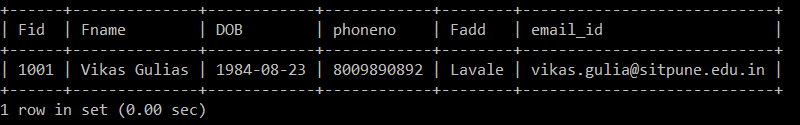 +------+--------------+------------+------------+--------+-----------------------------+
| Fid  | Fname        | DOB        | phoneno    | Fadd   | email_id                    |
+------+--------------+------------+------------+--------+-----------------------------+
| 1001 | Vikas Gulias | 1984-08-23 | 8009890892 | Lavale | vikas.gulia@sitpune.edu.in |
+------+--------------+------------+------------+--------+-----------------------------+
1 row in set (0.00 sec)